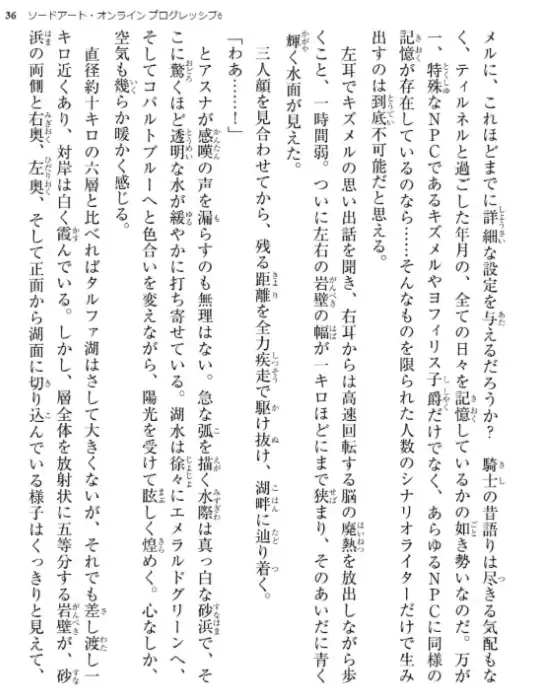 36　ソードアート・オンライン プログレッシブ6
メルに、これほどまでに詳細な設定を与えるだろうか？　騎士の昔語りは尽きる気配もな
く、ティルネルと過ごした年月の、全ての日々を記憶しているかの如き勢いなのだ。万が
一、特殊なNPCであるキズメルやヨフィリス子爵だけでなく、あらゆるNPCに同様の
記憶が存在しているのなら……そんなものを限られた人数のシナリオライターだけで生み
出すのは到底不可能だと思える。
左耳でキズメルの思い出話を聞き、右耳からは高速回転する脳の廃熱を放出しながら歩
くこと、一時間弱。ついに左右の岩壁の幅が一キロほどにまで狭まり、そのあいだに青く
輝く水面が見えた。
三人顔を見合わせてから、残る距離を全力疾走で駆け抜け、湖畔に辿り着く。
「わあ……！」
とアスナが感嘆の声を漏らすのも無理はない。急な弧を描く水際は真っ白な砂浜で、そ
こに驚くほど透明な水が緩やかに打ち寄せている。湖水は徐々にエメラルドグリーンへ、
そしてコバルトブルーへと色合いを変えながら、陽光を受けて眩しく煌めく。心なしか、
空気も幾らか暖かく感じる。
直径約十キロの六層と比べればタルファ湖はさして大きくないが、それでも差し渡し一
キロ近くあり、対岸は白く霞んでいる。しかし、層全体を放射状に五等分する岩壁が、砂
浜の両側と右奥、左奥、そして正面から湖面に切り込んでいる様子はくっきりと見えて、